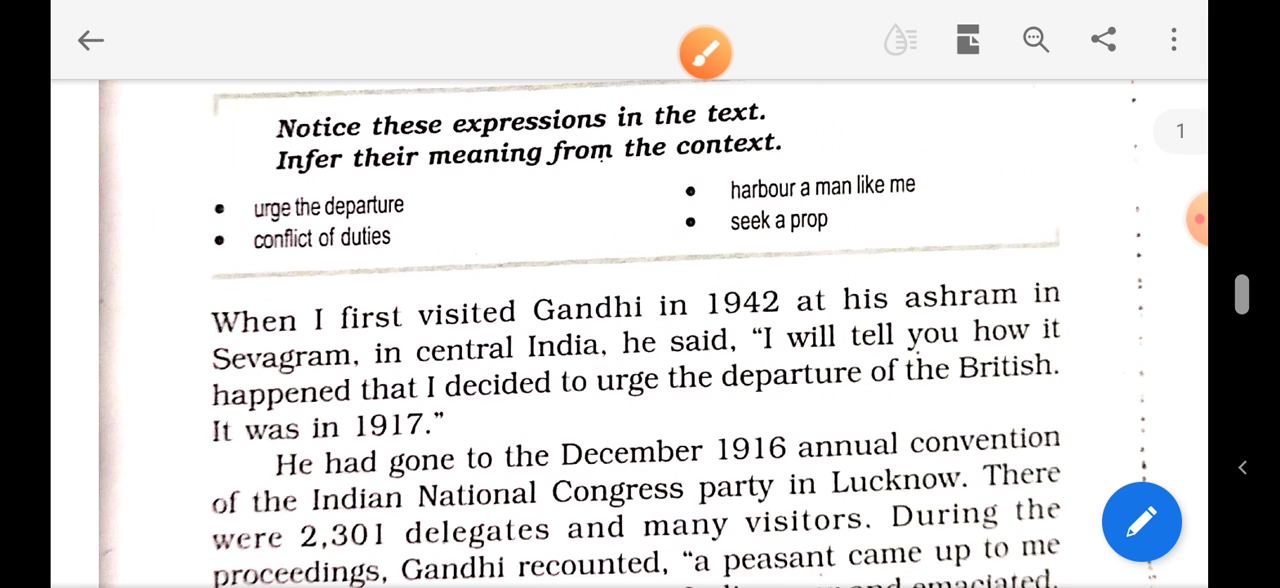 1
Notice these expressions in the text.
Infer their meaning from the context.
• urge the departure
• conflict of duties
• harbour a man like me
• seek a prop
When I first visited Gandhi in 1942 at his ashram in
Sevagram, in central India, he said, “I will tell you how it
happened that I decided to urge the departure of the British.
It was in 1917.”
He had gone to the December 1916 annual convention
of the Indian National Congress party in Lucknow. There
were 2,301 delegates and many visitors. During the
proceedings, Gandhi recounted, “a peasant came up to me
and emaciated,